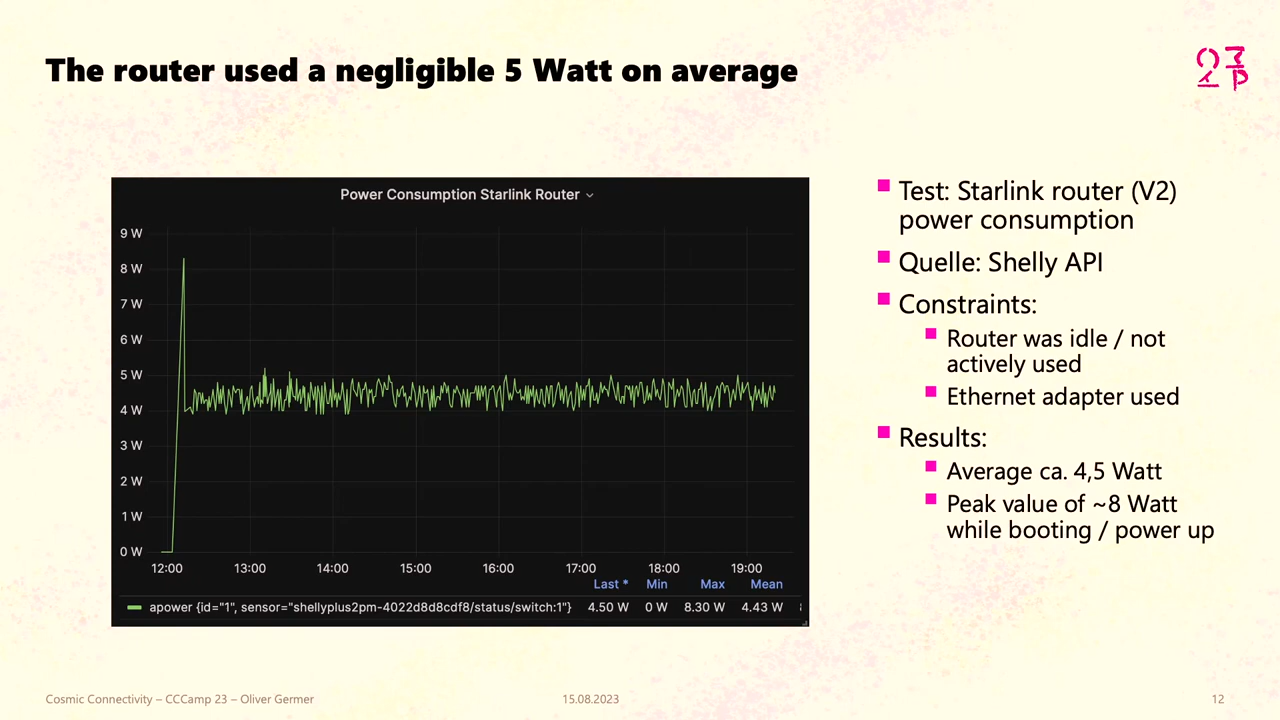 The router used a negligible 5 Watt on average
Power Consumption Starlink Router
9 W
8 W
7 W
6 W
5 W
4 W
3 W
2 W
1 W
0 W
12:00 13:00 14:00 15:00 16:00 17:00 18:00 19:00
Last * Min Max Mean
apower {id="1", sensor="shellyplus2pm-4022d8d8cdf8/status/switch:1"} 4.50 W 0 W 8.30 W 4.43 W
Test: Starlink router (V2)
power consumption
Quelle: Shelly API
Constraints:
Router was idle / not
actively used
Ethernet adapter used
Results:
Average ca. 4,5 Watt
Peak value of ~8 Watt
while booting / power up
Cosmic Connectivity – CCCamp 23 – Oliver Germer
15.08.2023
12